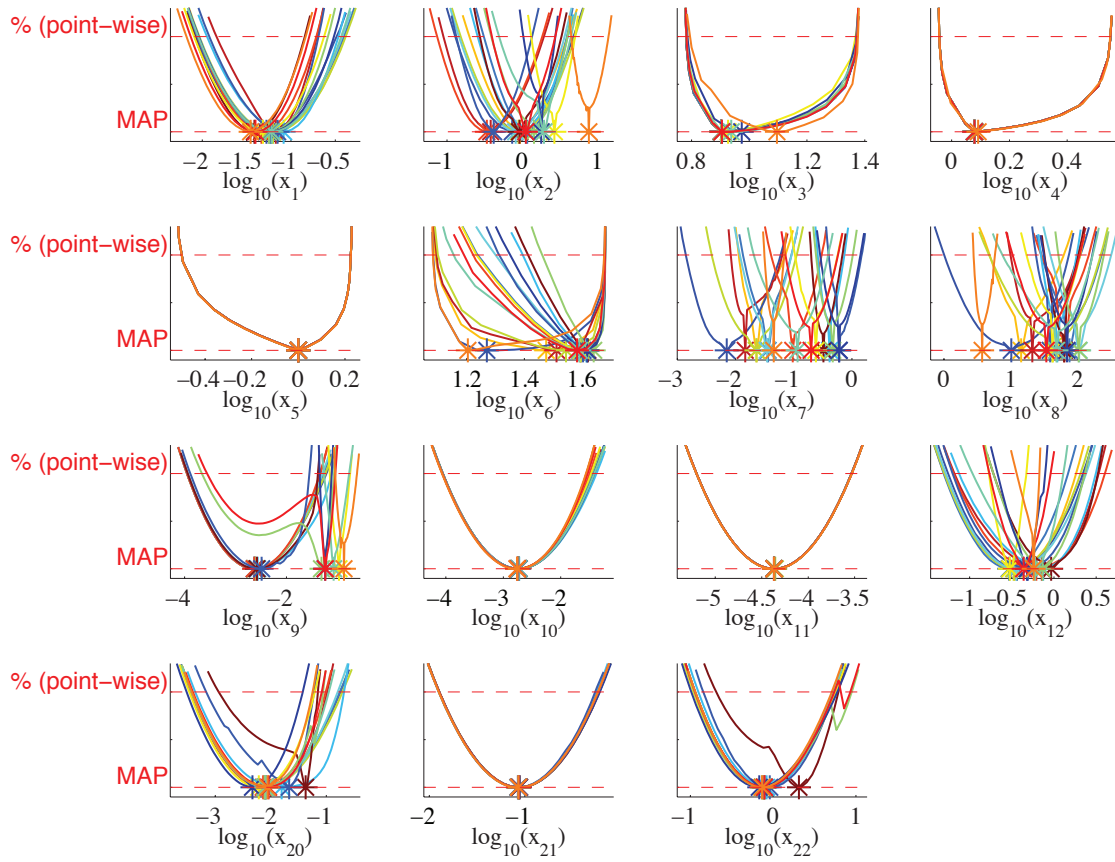 % (point−wise)
MAP
−2 −1.5 −1 −0.5
log10(x1)
−1 0 1
log10(x2)
0.8 1 1.2 1.4
log10(x3)
0 0.2 0.4
log10(x4)
% (point−wise)
MAP
−0.4 −0.2 0 0.2
log10(x5)
1.2 1.4 1.6
log10(x6)
−3 −2 −1 0
log10(x7)
0 1 2
log10(x8)
% (point−wise)
MAP
−4 −2
log10(x9)
−4 −3 −2
log10(x10)
−5 −4.5 −4 −3.5
log10(x11)
−1 −0.5 0 0.5
log10(x12)
% (point−wise)
MAP
−3 −2 −1
log10(x20)
−2 −1
log10(x21)
−1 0 1
log10(x22)